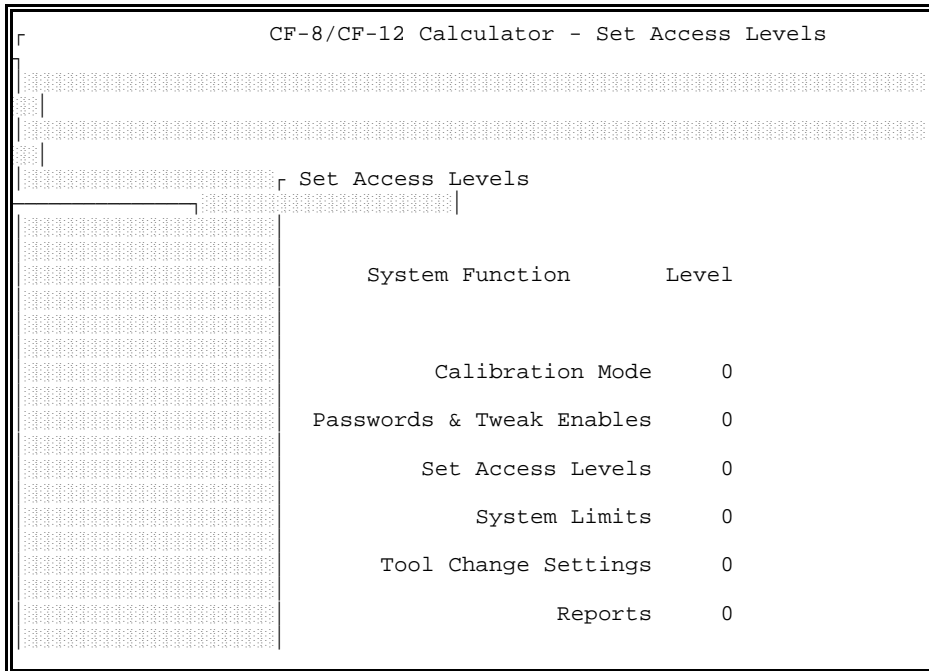 CF-8/CF-12 Calculator - Set Access Levels
Set Access Levels
System Function Level
Calibration Mode 0
Passwords & Tweak Enables 0
Set Access Levels 0
System Limits 0
Tool Change Settings 0
Reports 0